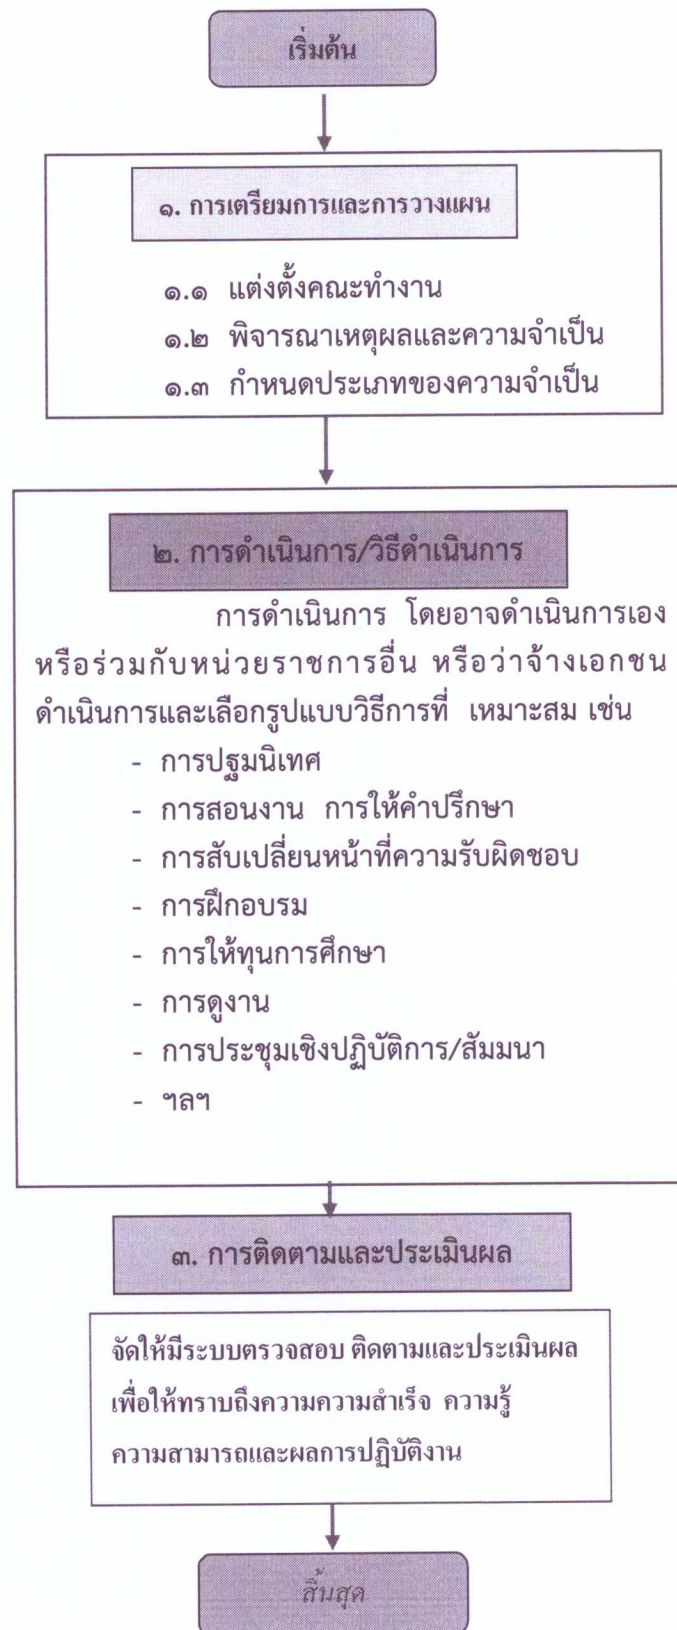 เริ่มต้น
๑. การเตรียมการและการวางแผน
๑.๑ แต่งตั้งคณะทำงาน
๑.๒ พิจารณาเหตุผลและความจำเป็น
๑.๓ กำหนดประเภทของความจำเป็น
๒. การดำเนินการ/วิธีดำเนินการ
การดำเนินการ โดยอาจดำเนินการเอง
หรือร่วมกับหน่วยราชการอื่น หรือว่าจ้างเอกชน
ดำเนินการและเลือกรูปแบบวิธีการที่ เหมาะสม เช่น
- การปฐมนิเทศ
- การสอนงาน การให้คำปรึกษา
- การสับเปลี่ยนหน้าที่ความรับผิดชอบ
- การฝึกอบรม
- การให้ทุนการศึกษา
- การดูงาน
- การประชุมเชิงปฏิบัติการ/สัมมนา
- ฯลฯ
๓. การติดตามและประเมินผล
จัดให้มีระบบตรวจสอบ ติดตามและประเมินผล
เพื่อให้ทราบถึงความความสำเร็จ ความรู้
ความสามารถและผลการปฏิบัติงาน
สิ้นสุด